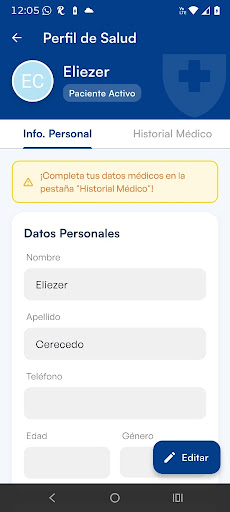 12:05
Perfil de Salud
EC
Eliezer
Paciente Activo
Info. Personal
Historial Médico
¡Completa tus datos médicos en la
pestaña "Historial Médico"!
Datos Personales
Nombre
Eliezer
Apellido
Cerecedo
Teléfono
Edad
Género
Editar